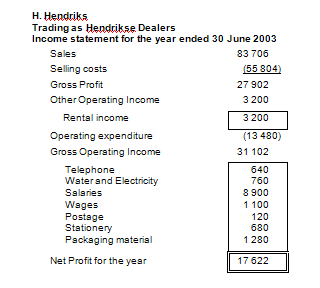 H. Hendriks
Trading as Hendrikse Dealers
Income statement for the year ended 30 June 2003
Sales 83 706
Selling costs (55 804)
Gross Profit 27 902
Other Operating Income 3 200
Rental income 3 200
Operating expenditure (13 480)
Gross Operating Income 31 102
Telephone 640
Water and Electricity 760
Salaries 8 900
Wages 1 100
Postage 120
Stationery 680
Packaging material 1 280
Net Profit for the year 17 622